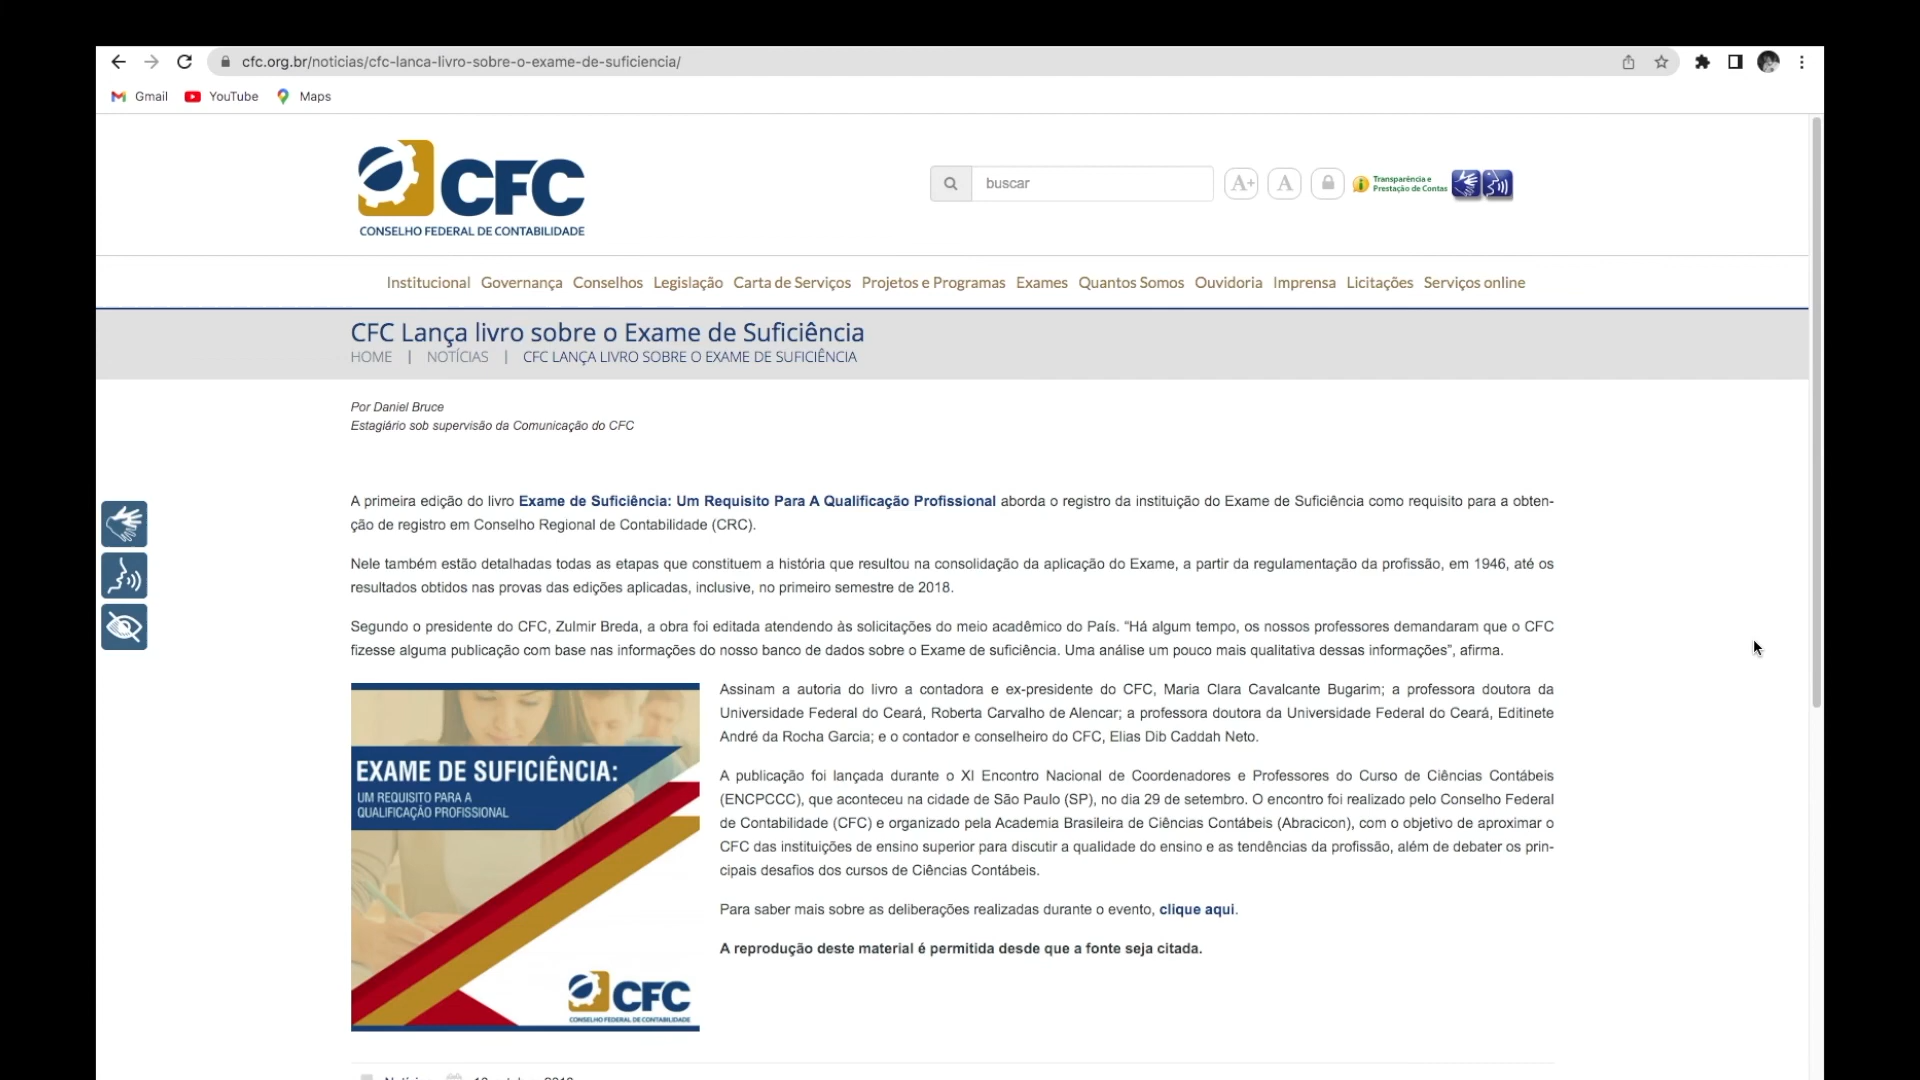 cfc.org.br/noticias/cfc-lanca-livro-sobre-o-exame-de-suficiencia/
Gmail YouTube Maps
CFC
CONSELHO FEDERAL DE CONTABILIDADE
buscar A+ A Transparência e
Prestação de Contas
Institucional Governança Conselhos Legislação Carta de Serviços Projetos e Programas Exames Quantos Somos Ouvidoria Imprensa Licitações Serviços online
CFC Lança livro sobre o Exame de Suficiência
HOME | NOTÍCIAS | CFC LANÇA LIVRO SOBRE O EXAME DE SUFICIÊNCIA
Por Daniel Bruce
Estagiário sob supervisão da Comunicação do CFC
A primeira edição do livro Exame de Suficiência: Um Requisito Para A Qualificação Profissional aborda o registro da instituição do Exame de Suficiência como requisito para a obten-
ção de registro em Conselho Regional de Contabilidade (CRC).
Nele também estão detalhadas todas as etapas que constituem a história que resultou na consolidação da aplicação do Exame, a partir da regulamentação da profissão, em 1946, até os
resultados obtidos nas provas das edições aplicadas, inclusive, no primeiro semestre de 2018.
Segundo o presidente do CFC, Zulmir Breda, a obra foi editada atendendo às solicitações do meio acadêmico do País. “Há algum tempo, os nossos professores demandaram que o CFC
fizesse alguma publicação com base nas informações do nosso banco de dados sobre o Exame de suficiência. Uma análise um pouco mais qualitativa dessas informações”, afirma.
Assinam a autoria do livro a contadora e ex-presidente do CFC, Maria Clara Cavalcante Bugarim; a professora doutora da
Universidade Federal do Ceará, Roberta Carvalho de Alencar; a professora doutora da Universidade Federal do Ceará, Editinete
André da Rocha Garcia; e o contador e conselheiro do CFC, Elias Dib Caddah Neto.
A publicação foi lançada durante o XI Encontro Nacional de Coordenadores e Professores do Curso de Ciências Contábeis
(ENCPCCC), que aconteceu na cidade de São Paulo (SP), no dia 29 de setembro. O encontro foi realizado pelo Conselho Federal
de Contabilidade (CFC) e organizado pela Academia Brasileira de Ciências Contábeis (Abracicon), com o objetivo de aproximar o
CFC das instituições de ensino superior para discutir a qualidade do ensino e as tendências da profissão, além de debater os prin-
cipais desafios dos cursos de Ciências Contábeis.
Para saber mais sobre as deliberações realizadas durante o evento, clique aqui.
A reprodução deste material é permitida desde que a fonte seja citada.
EXAME DE SUFICIÊNCIA:
UM REQUISITO PARA A
QUALIFICAÇÃO PROFISSIONAL
CFC
CONSELHO FEDERAL DE CONTABILIDADE